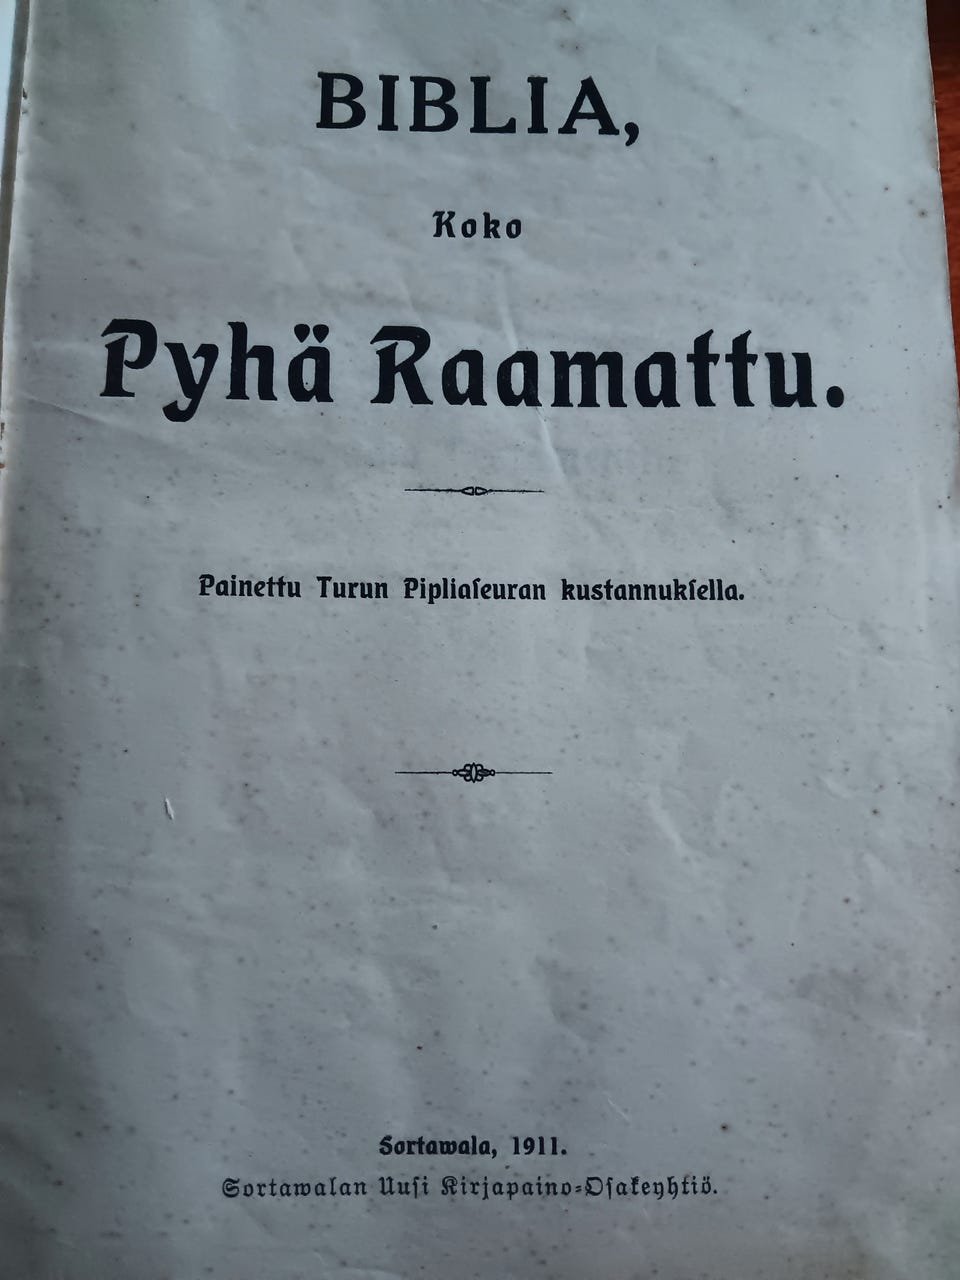 BIBLIA,
Koko
Pyhä Raamattu.
Painettu Turun Pipliaſeuran kustannukſella.
Sortawala, 1911.
Sortawalan Uuſi Kirjapaino-Oſakeyhtiö.